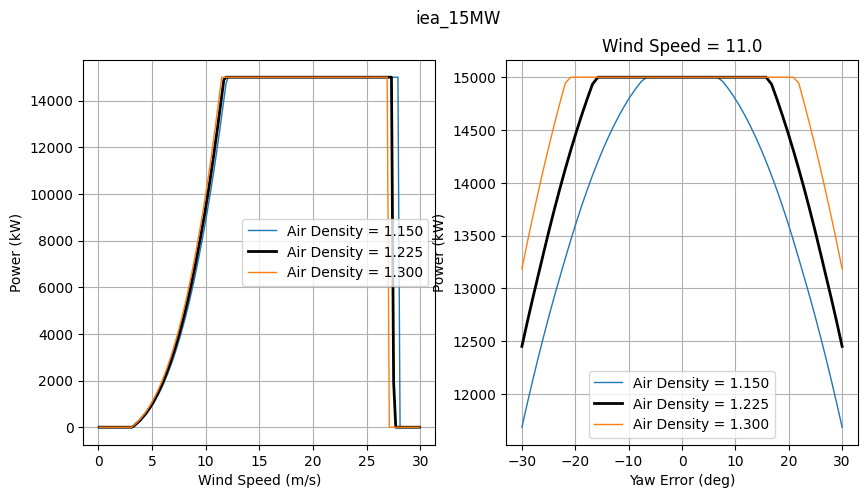 iea_15MW
Power (kW)
14000
12000
10000
8000
6000
4000
2000
0
Air Density = 1.150
Air Density = 1.225
Air Density = 1.300
0 5 10 15 20 25 30
Wind Speed (m/s)
Wind Speed = 11.0
Power (kW)
15000
14500
14000
13500
13000
12500
12000
Air Density = 1.150
Air Density = 1.225
Air Density = 1.300
−30 −20 −10 0 10 20 30
Yaw Error (deg)